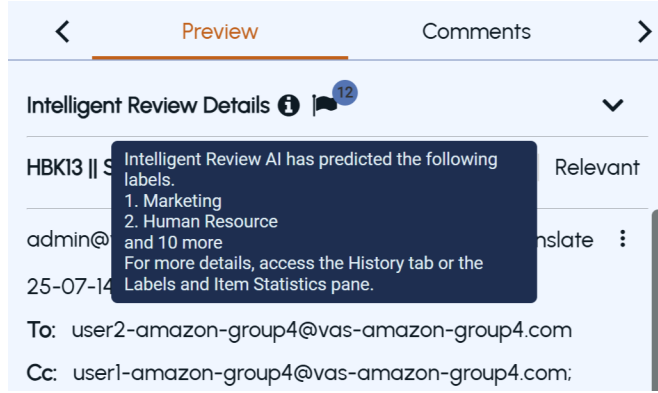 Preview Comments
Intelligent Review Details 12
HBK13 || S Relevant
Intelligent Review AI has predicted the following
labels.
1. Marketing
2. Human Resource
and 10 more
For more details, access the History tab or the
Labels and Item Statistics pane.
admin@ nslate
25-07-14
To: user2-amazon-group4@vas-amazon-group4.com
Cc: user1-amazon-group4@vas-amazon-group4.com;